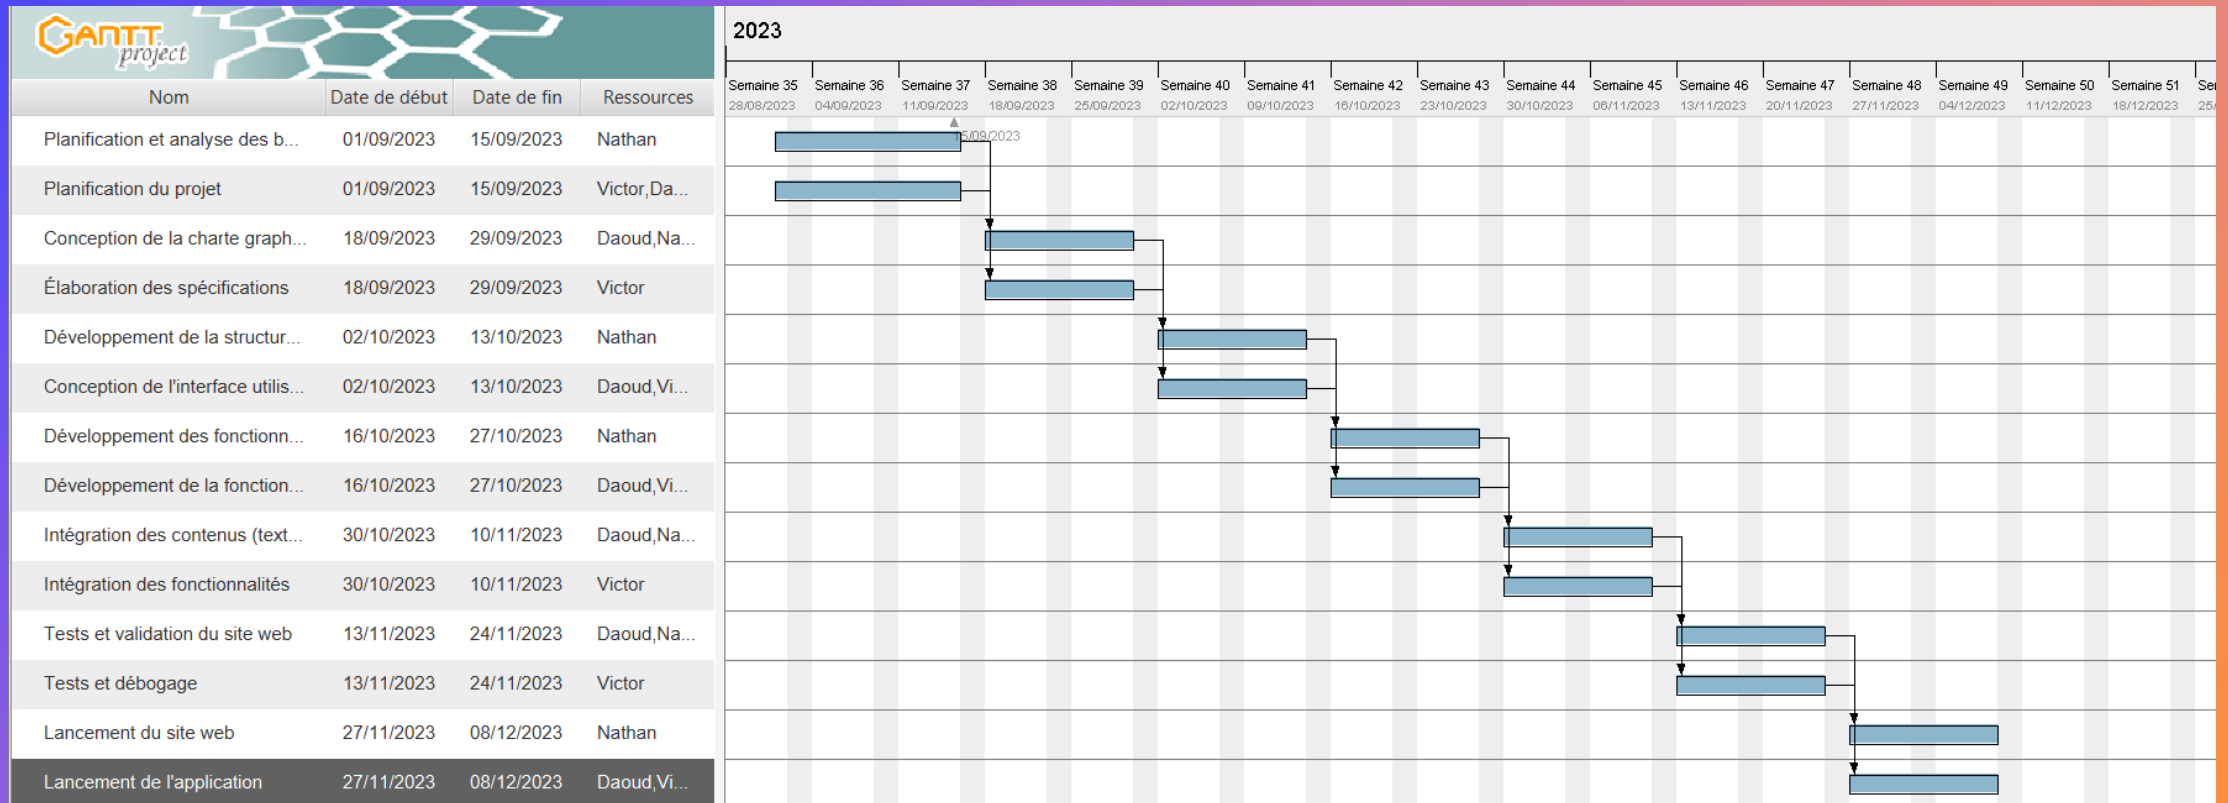 GANTT
project
2023
Semaine 35 Semaine 36 Semaine 37 Semaine 38 Semaine 39 Semaine 40 Semaine 41 Semaine 42 Semaine 43 Semaine 44 Semaine 45 Semaine 46 Semaine 47 Semaine 48 Semaine 49 Semaine 50 Semaine 51 Se
28/08/2023 04/09/2023 11/09/2023 18/09/2023 25/09/2023 02/10/2023 09/10/2023 16/10/2023 23/10/2023 30/10/2023 06/11/2023 13/11/2023 20/11/2023 27/11/2023 04/12/2023 11/12/2023 18/12/2023 25/
Nom Date de début Date de fin Ressources
Planification et analyse des b... 01/09/2023 15/09/2023 Nathan
15/09/2023
Planification du projet 01/09/2023 15/09/2023 Victor,Da...
Conception de la charte graph... 18/09/2023 29/09/2023 Daoud,Na...
Élaboration des spécifications 18/09/2023 29/09/2023 Victor
Développement de la structur... 02/10/2023 13/10/2023 Nathan
Conception de l'interface utilis... 02/10/2023 13/10/2023 Daoud,Vi...
Développement des fonctionn... 16/10/2023 27/10/2023 Nathan
Développement de la fonction... 16/10/2023 27/10/2023 Daoud,Vi...
Intégration des contenus (text... 30/10/2023 10/11/2023 Daoud,Na...
Intégration des fonctionnalités 30/10/2023 10/11/2023 Victor
Tests et validation du site web 13/11/2023 24/11/2023 Daoud,Na...
Tests et débogage 13/11/2023 24/11/2023 Victor
Lancement du site web 27/11/2023 08/12/2023 Nathan
Lancement de l'application 27/11/2023 08/12/2023 Daoud,Vi...